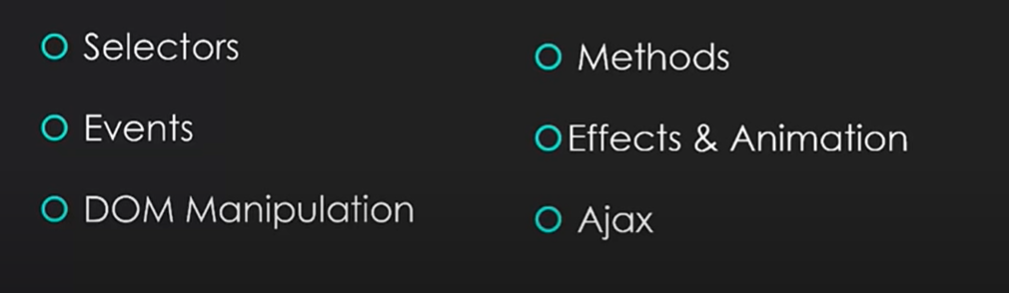 Selectors
Events
DOM Manipulation
Methods
Effects & Animation
Ajax